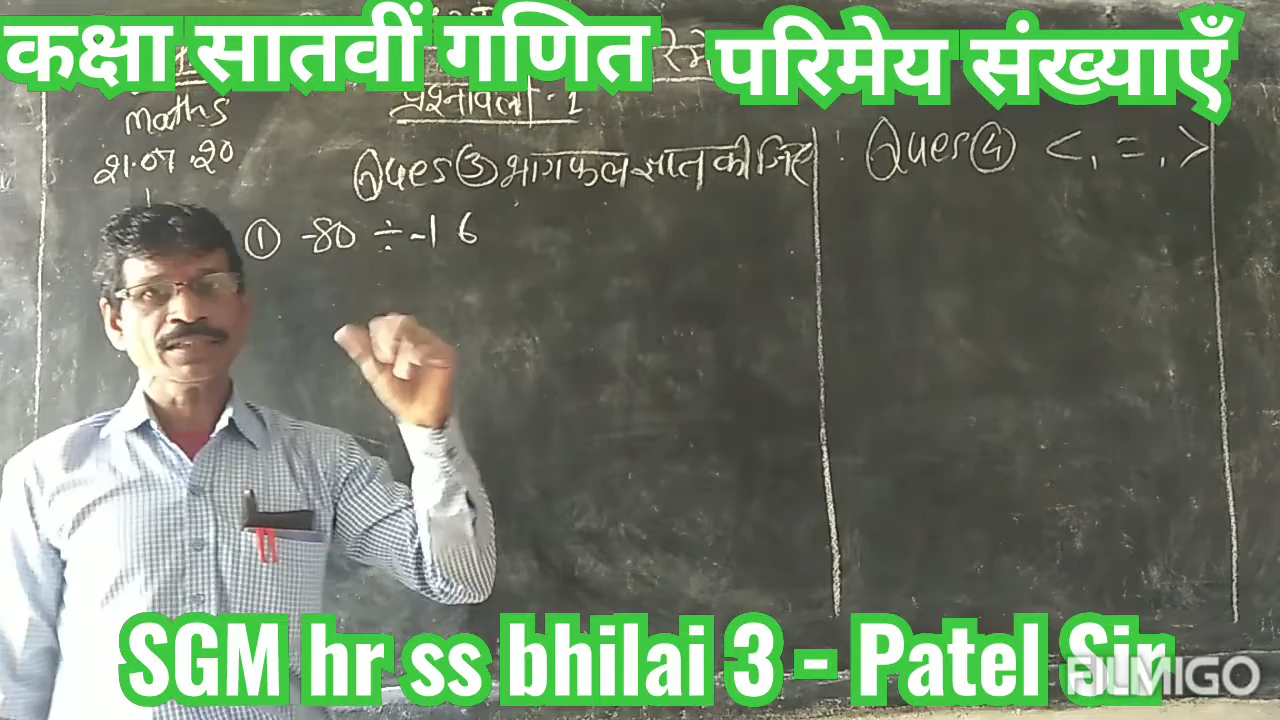 कक्षा सातवीं गणित परिमेय संख्याएँ
Maths
21.07.20
प्रश्नावली - 1
Ques ③ भागफल ज्ञात कीजिए
① -80 ÷ -16
Ques ④ <, =, >
SGM hr ss bhilai 3 - Patel Sir
FILMIGO